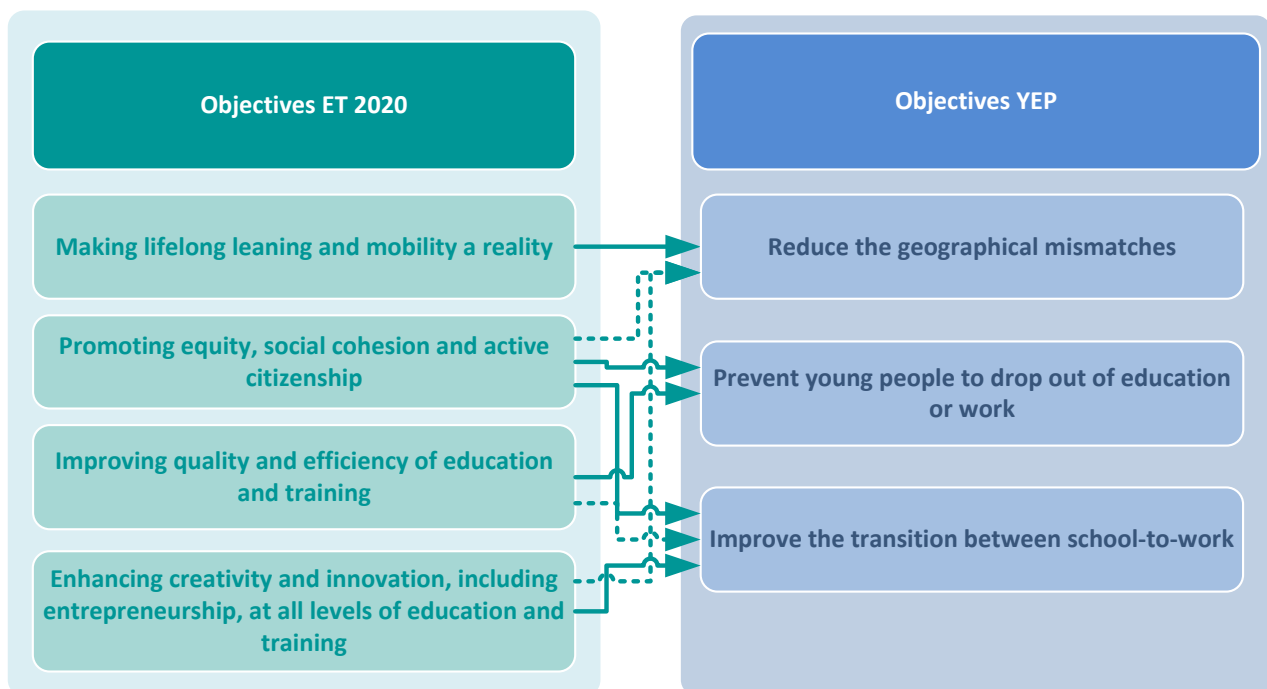 Objectives ET 2020
Making lifelong leaning and mobility a reality
Promoting equity, social cohesion and active
citizenship
Improving quality and efficiency of education
and training
Enhancing creativity and innovation, including
entrepreneurship, at all levels of education and
training
Objectives YEP
Reduce the geographical mismatches
Prevent young people to drop out of education
or work
Improve the transition between school-to-work